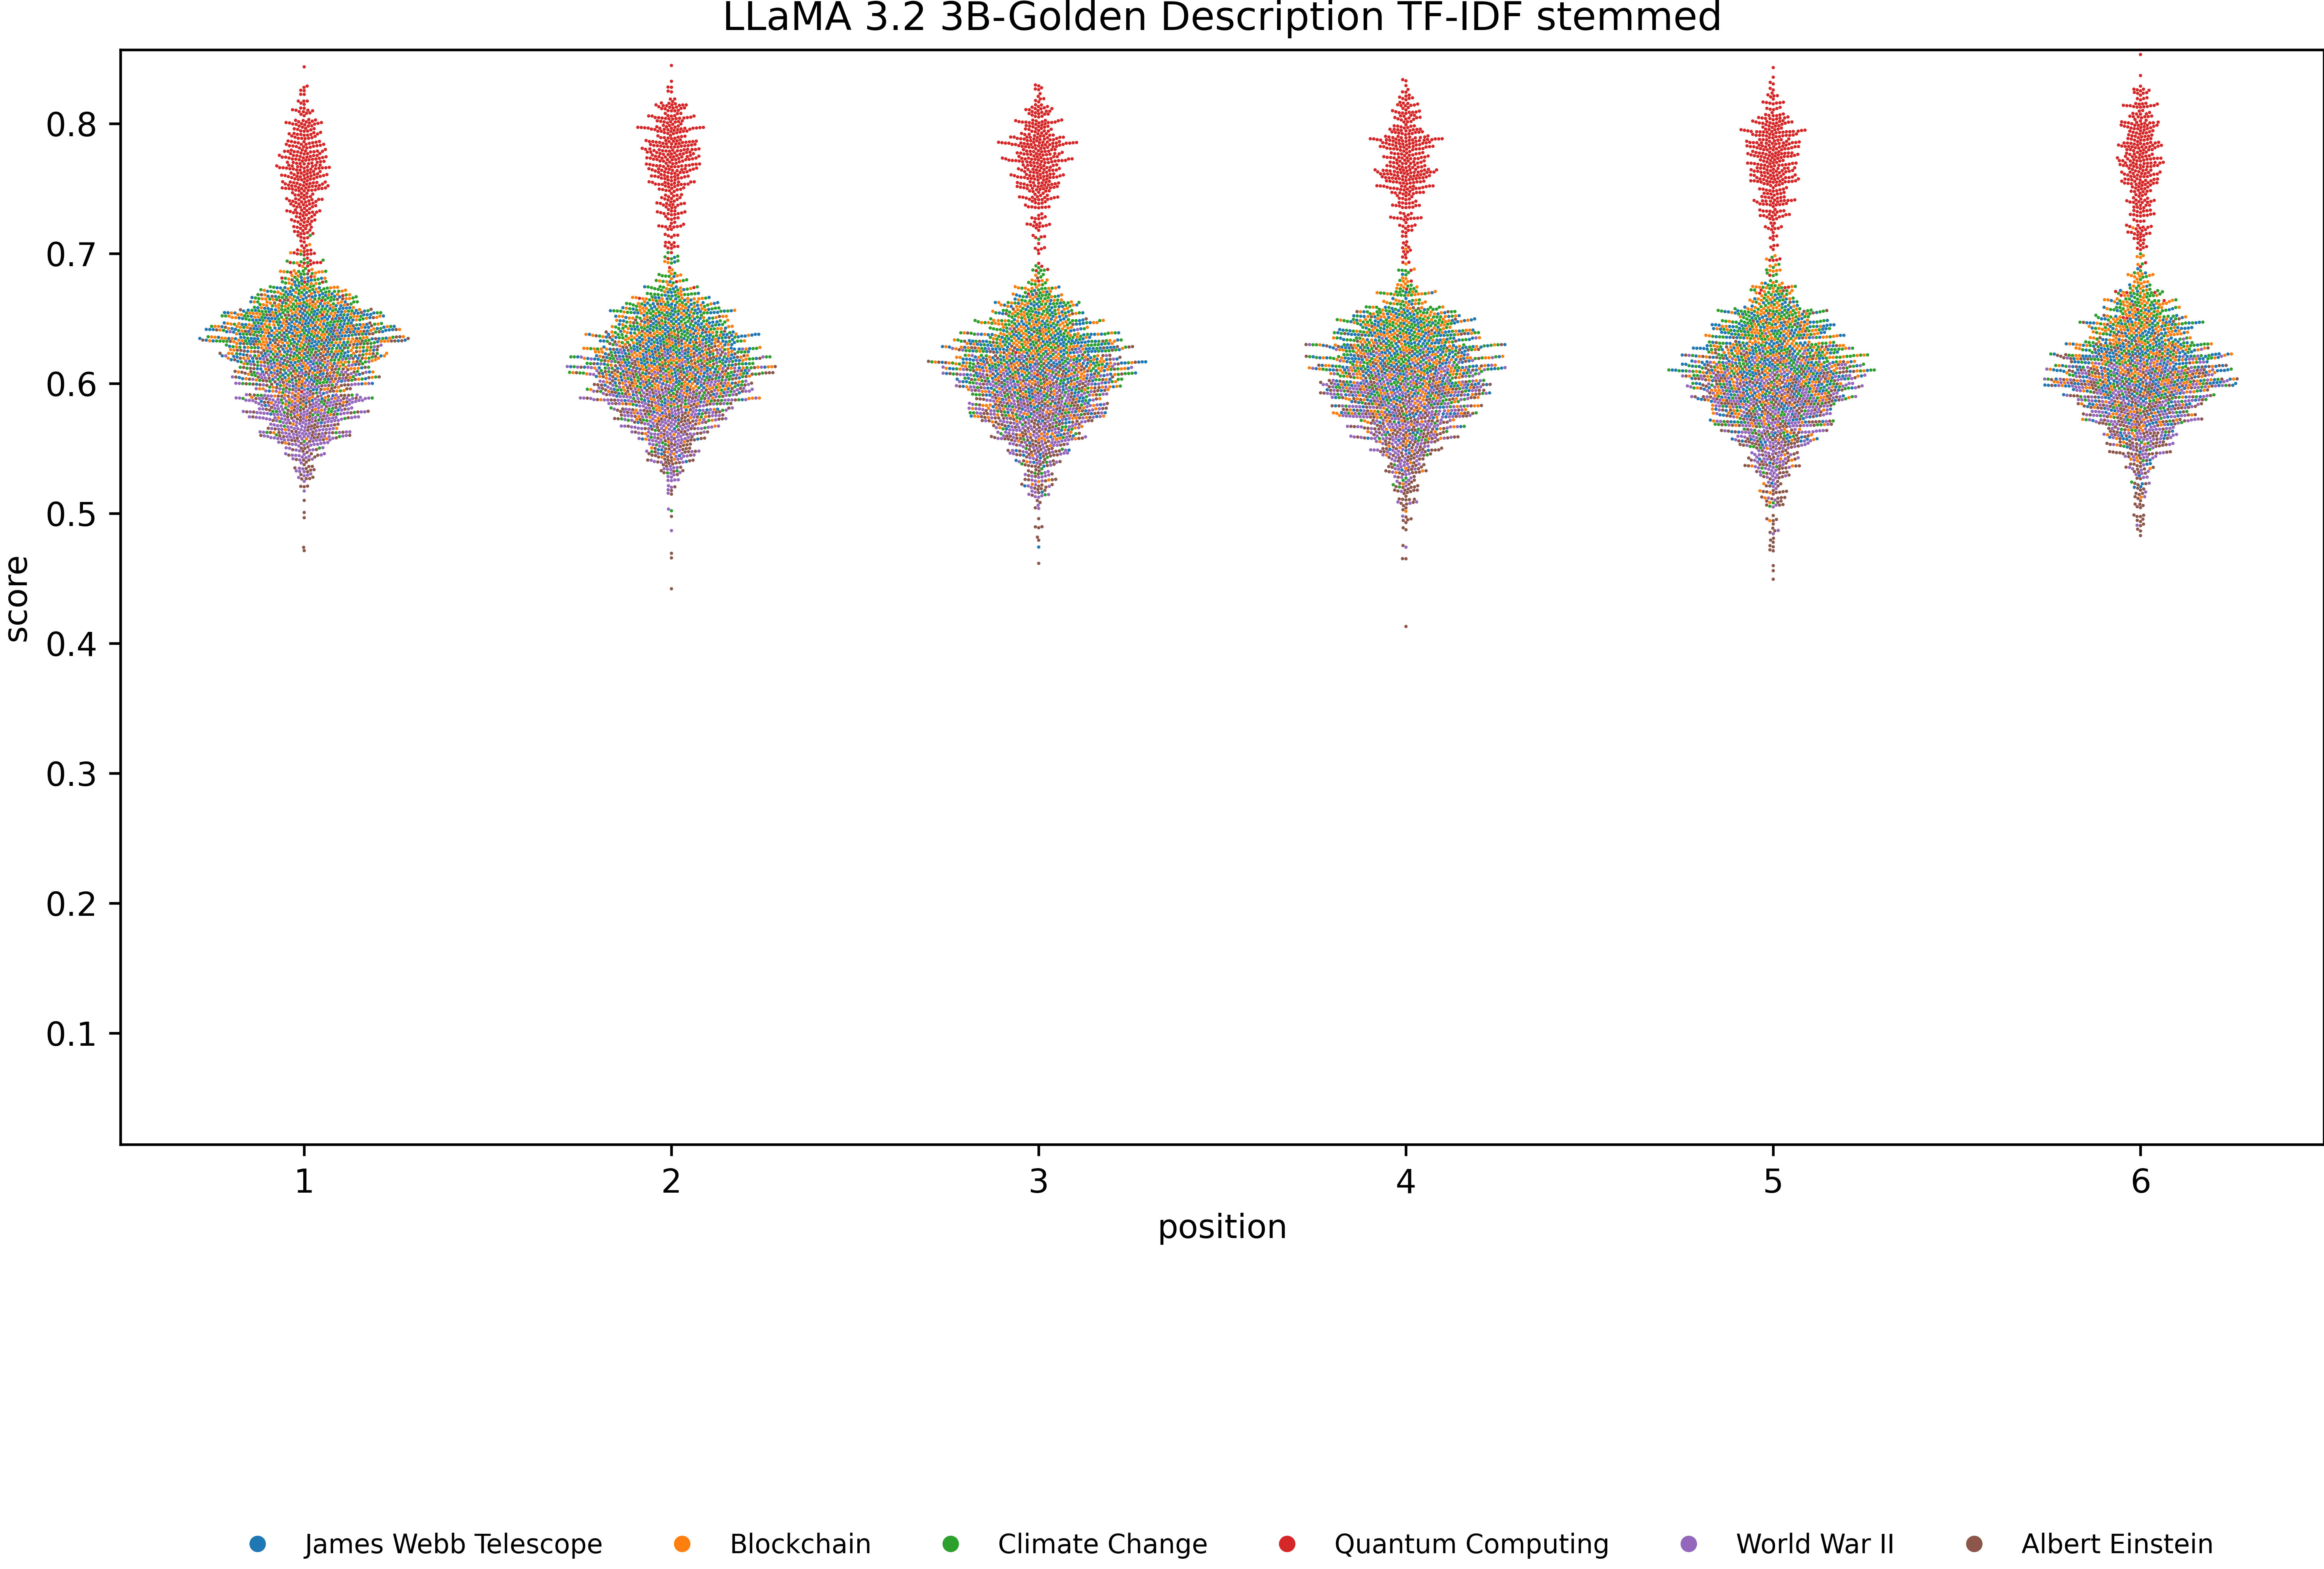 LLaMA 3.2 3B-Golden Description TF-IDF stemmed
score
0.8
0.7
0.6
0.5
0.4
0.3
0.2
0.1
1 2 3 4 5 6
position
James Webb Telescope Blockchain Climate Change Quantum Computing World War II Albert Einstein